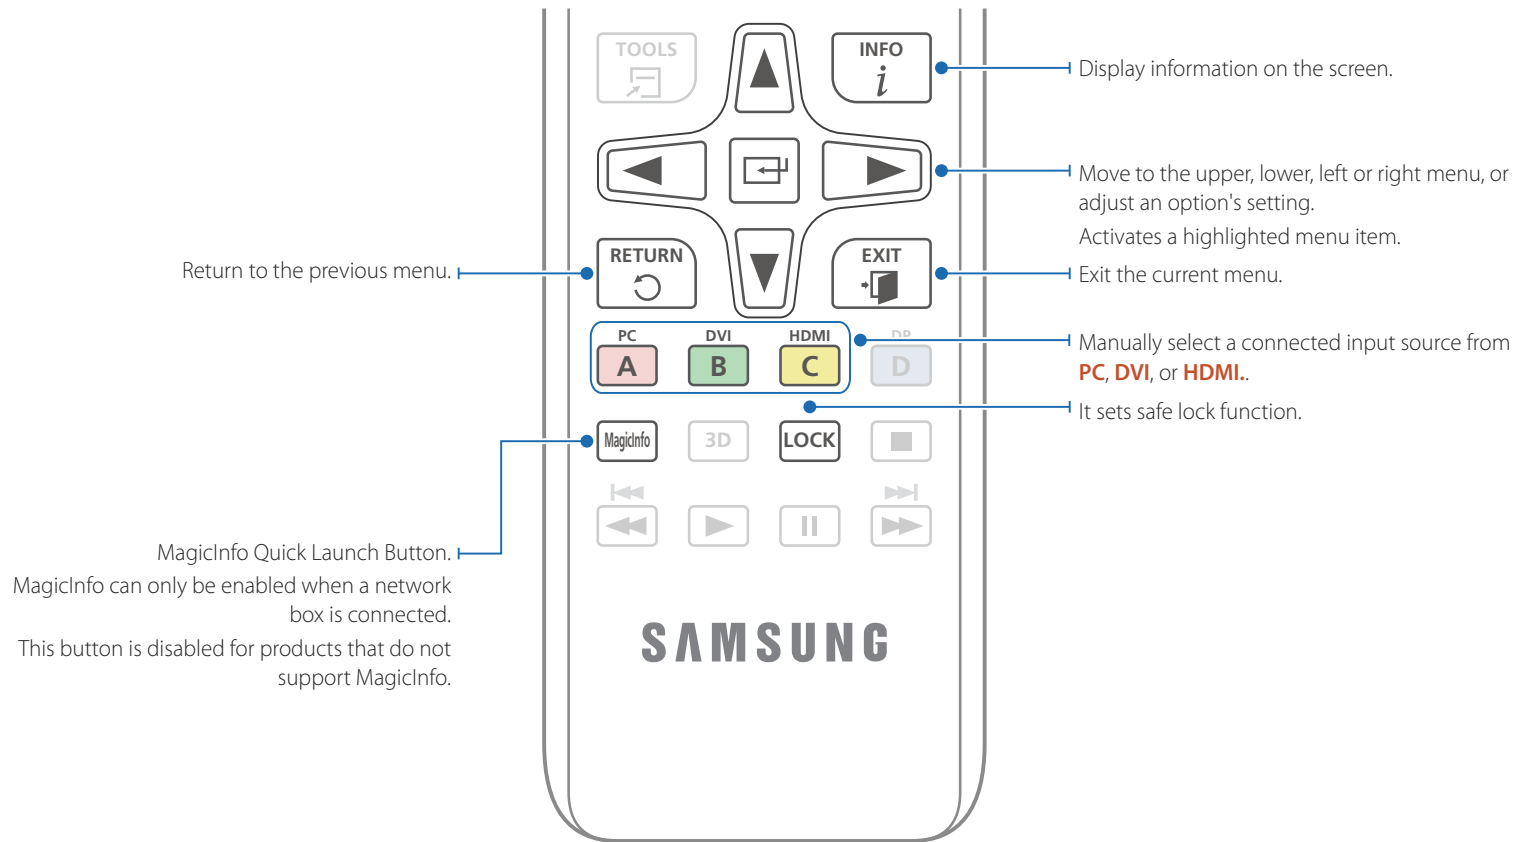 TOOLS
INFO
i
Display information on the screen.
Move to the upper, lower, left or right menu, or
adjust an option's setting.
Activates a highlighted menu item.
Return to the previous menu.
RETURN
EXIT
Exit the current menu.
PC
DVI
HDMI
DP
A
B
C
D
Manually select a connected input source from
PC, DVI, or HDMI..
It sets safe lock function.
MagicInfo
3D
LOCK
MagicInfo Quick Launch Button.
MagicInfo can only be enabled when a network
box is connected.
This button is disabled for products that do not
support MagicInfo.
SAMSUNG